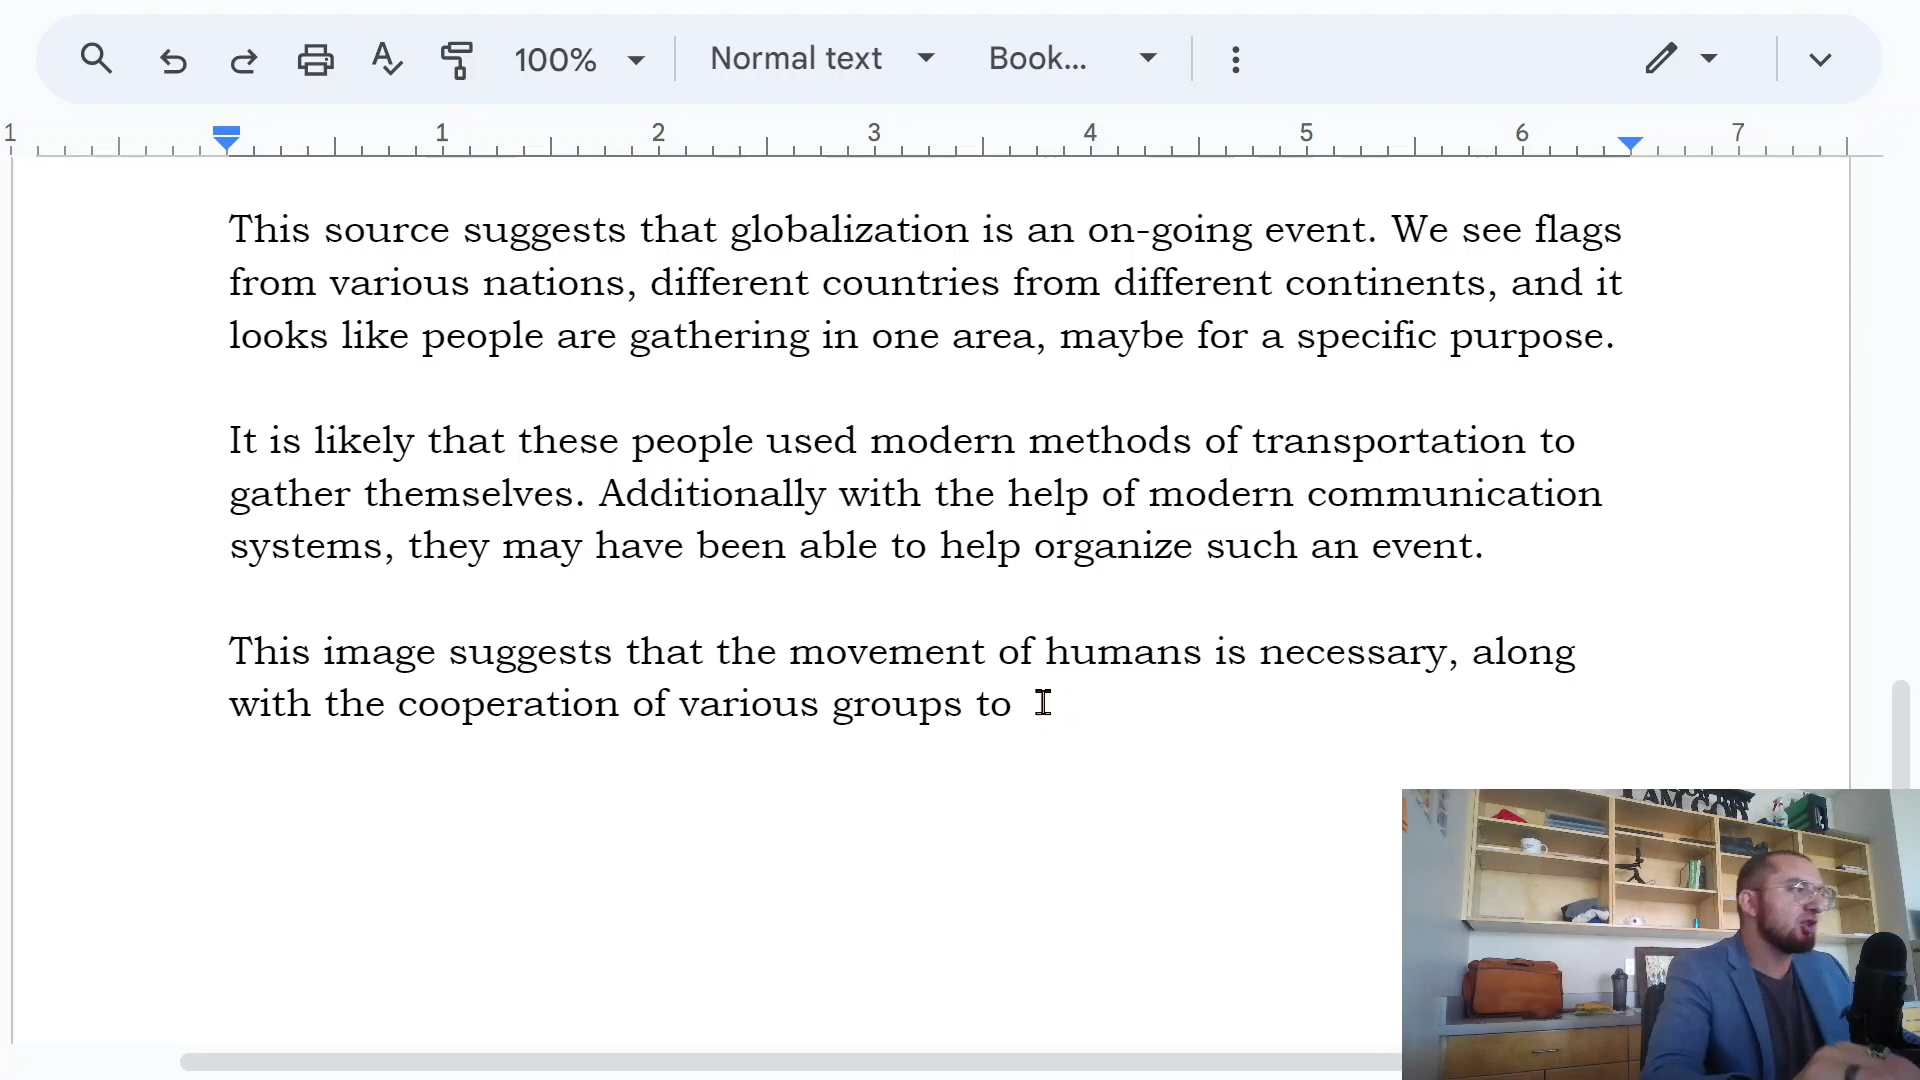 100%
Normal text
Book...
1
1
2
3
4
5
6
7
This source suggests that globalization is an on-going event. We see flags
from various nations, different countries from different continents, and it
looks like people are gathering in one area, maybe for a specific purpose.
It is likely that these people used modern methods of transportation to
gather themselves. Additionally with the help of modern communication
systems, they may have been able to help organize such an event.
This image suggests that the movement of humans is necessary, along
with the cooperation of various groups to
I AM GOD